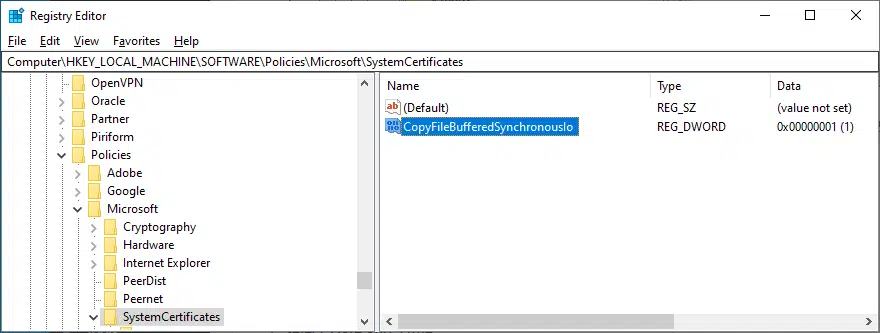 Registry Editor
File Edit View Favorites Help
Computer\HKEY_LOCAL_MACHINE\SOFTWARE\Policies\Microsoft\SystemCertificates
OpenVPN
Oracle
Partner
Piriform
Policies
Adobe
Google
Microsoft
Cryptography
Hardware
Internet Explorer
PeerDist
Peernet
SystemCertificates
Name Type Data
ab (Default) REG_SZ (value not set)
CopyFileBufferedSynchronousIo REG_DWORD 0x00000001 (1)